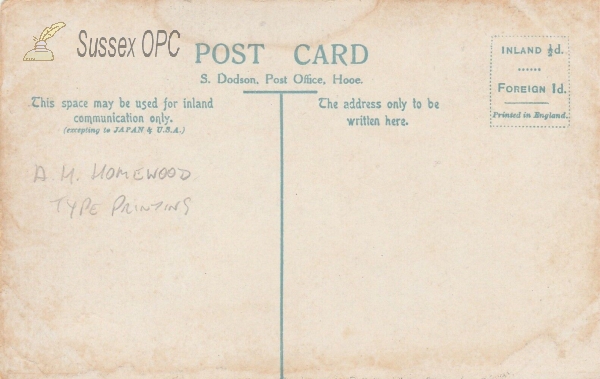 Sussex OPC
POST CARD
S. Dodson, Post Office, Hooe.
INLAND ½d.
FOREIGN 1d.
Printed in England.
This space may be used for inland
communication only.
(excepting to JAPAN & U.S.A.)
The address only to be
written here.
A H. HOMEWOOD
TYPE PRINTING